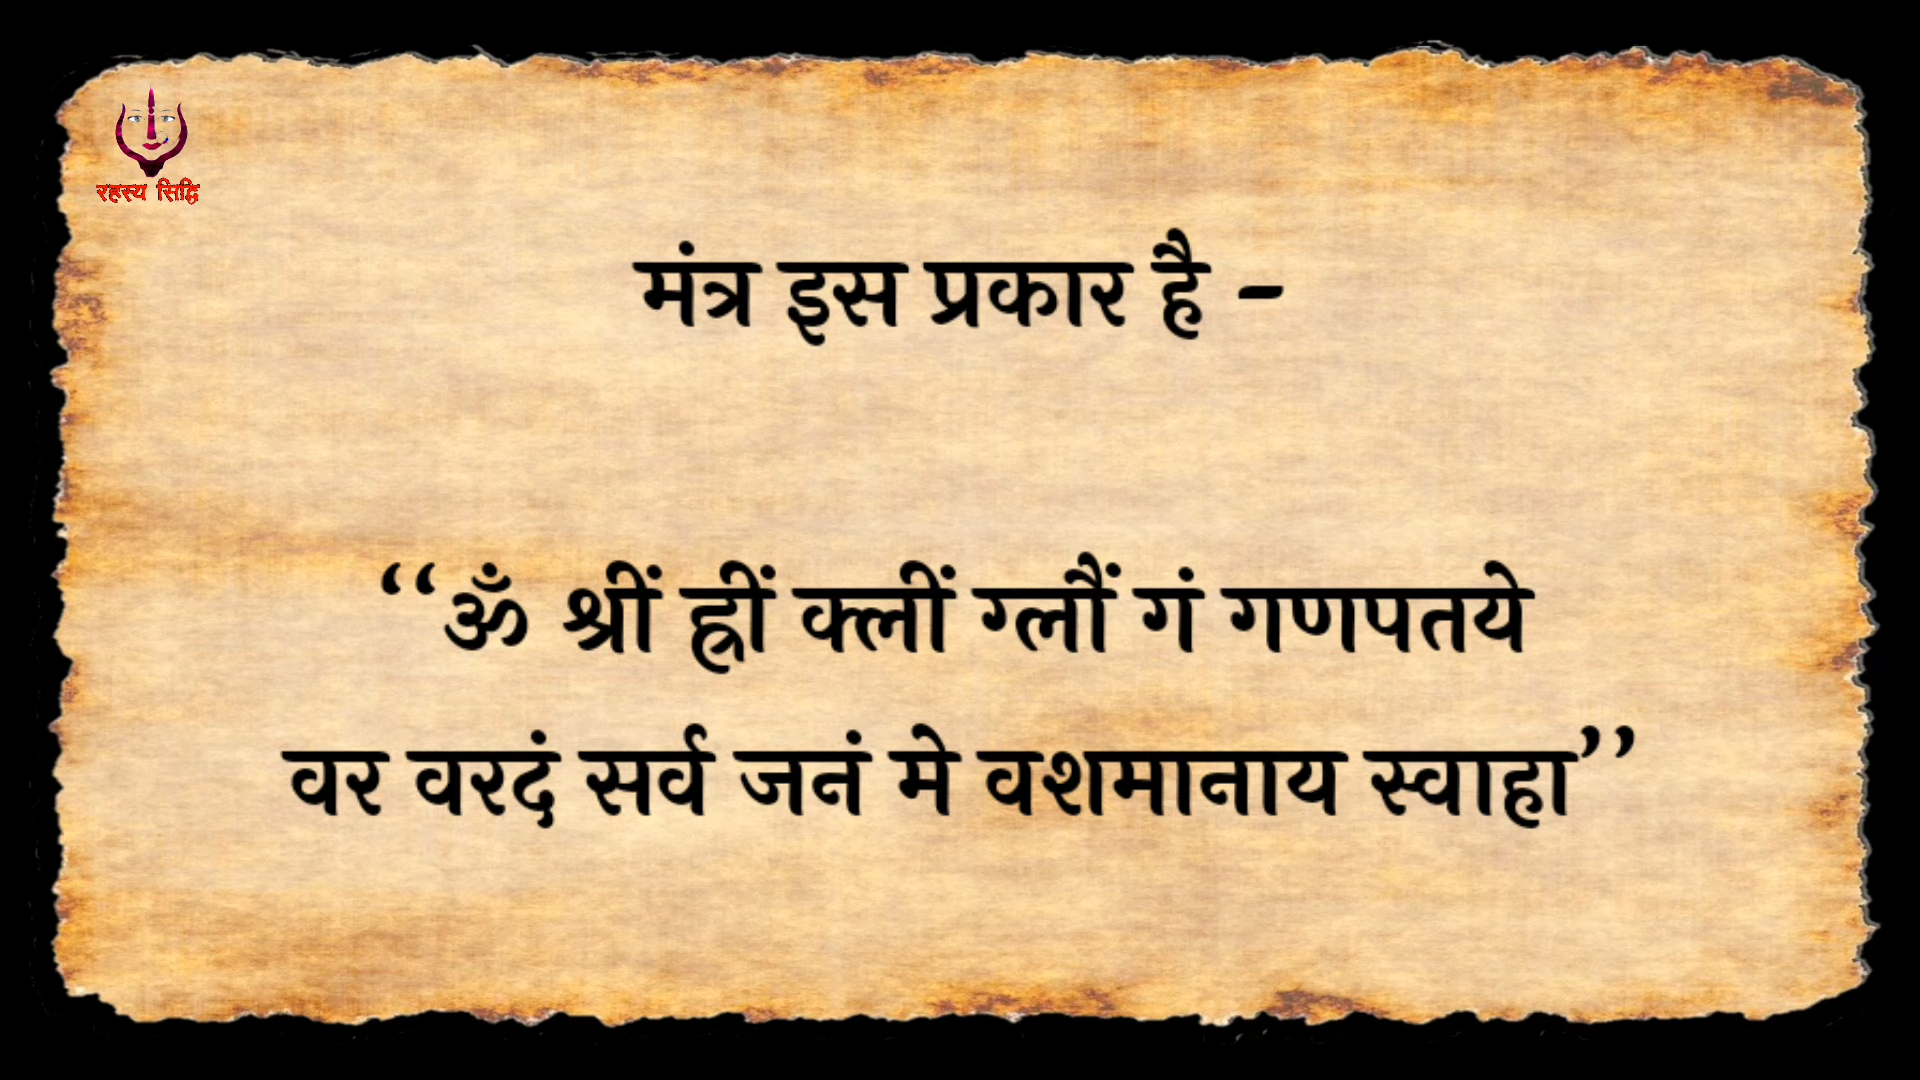 रहस्य सिद्धि
मंत्र इस प्रकार है -
‘‘ॐ श्रीं ह्रीं क्लीं ग्लौं गं गणपतये
वर वरदं सर्व जनं मे वशमानाय स्वाहा’’